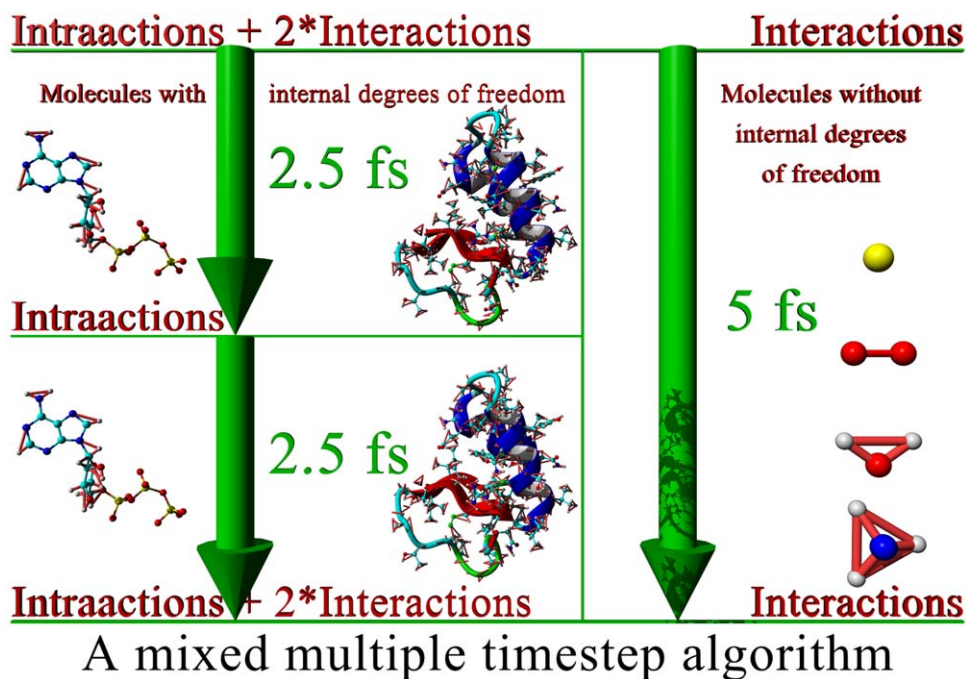 Intraactions + 2*Interactions
Interactions
Molecules with
internal degrees of freedom
Molecules without
internal degrees
of freedom
2.5 fs
5 fs
Intraactions
2.5 fs
Intraactions + 2*Interactions
Interactions
A mixed multiple timestep algorithm